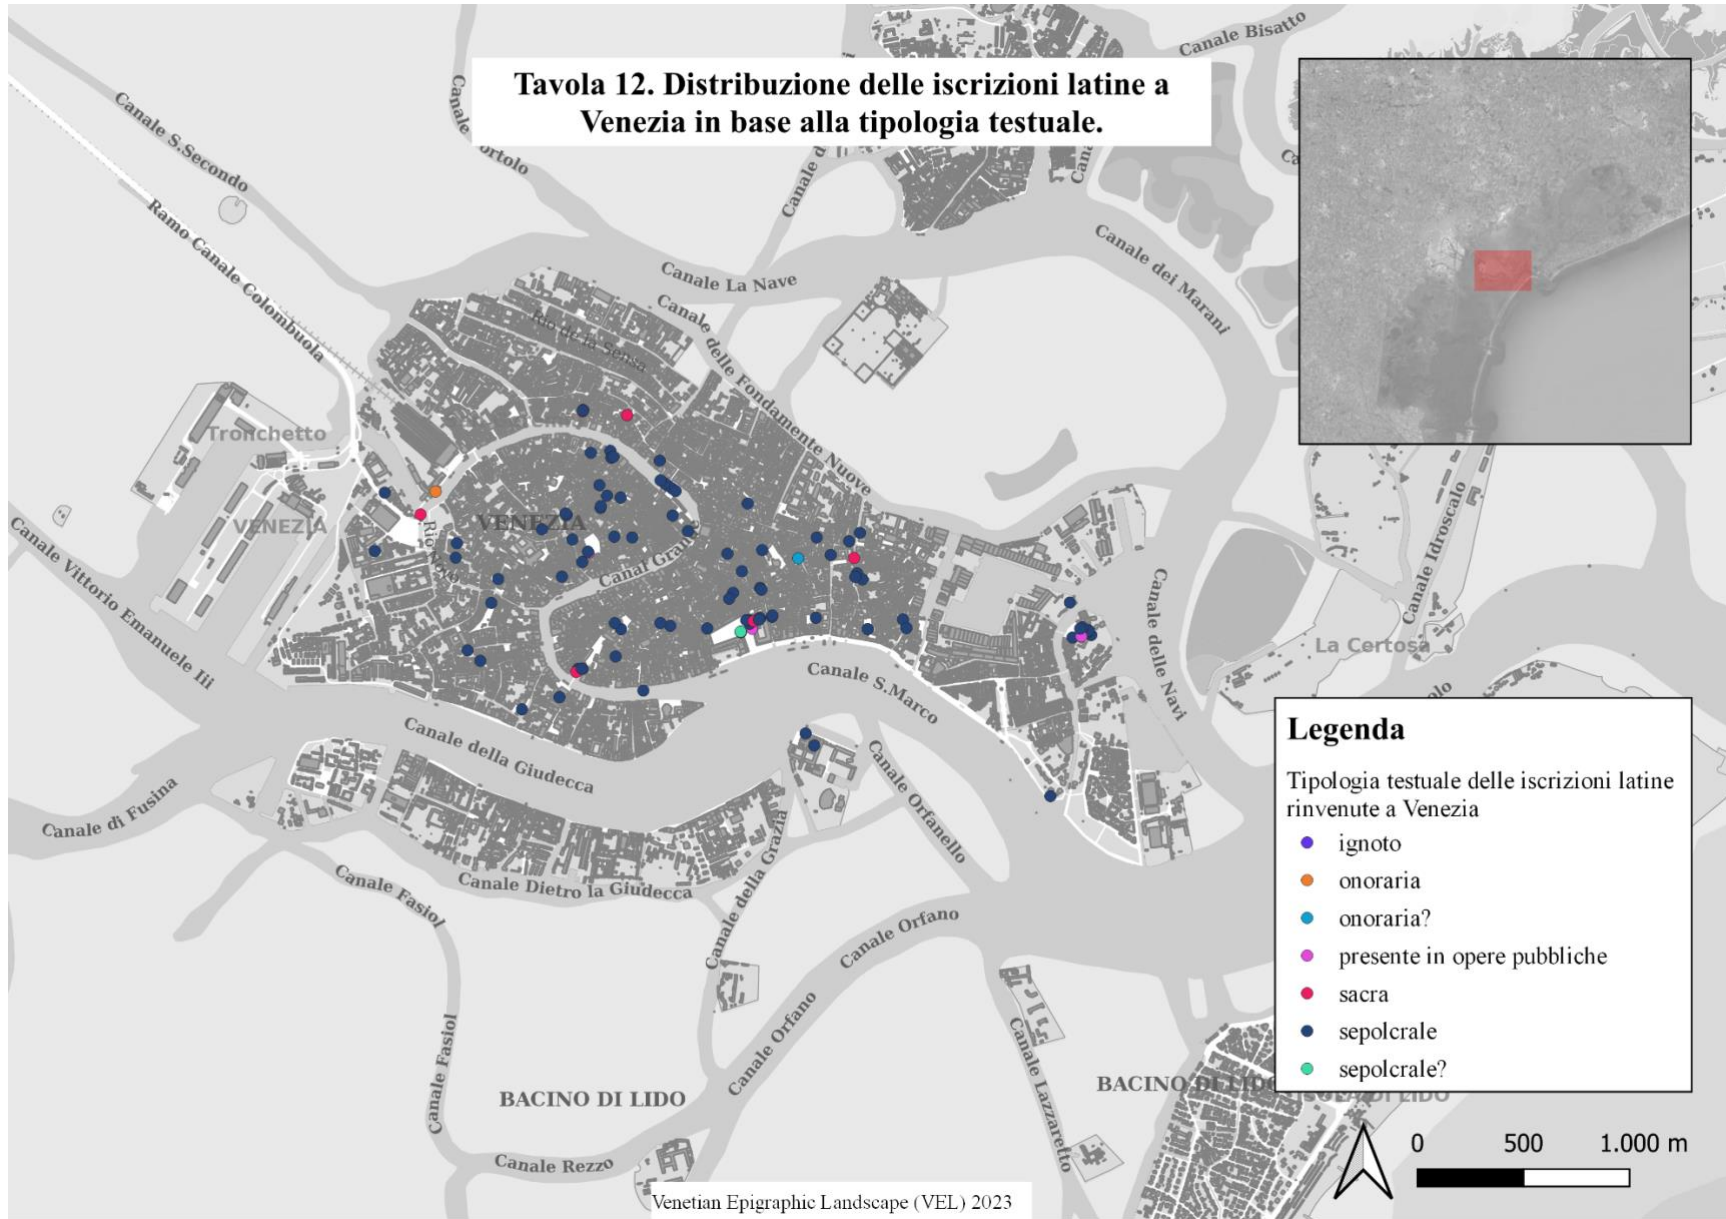 Tavola 12. Distribuzione delle iscrizioni latine a
Venezia in base alla tipologia testuale.
Canale Bisatto
Canale S.Secondo
Ramo Canale Colombuola
Canale La Nave
Canale dei Marani
Canale delle Fondamente Nuove
Rio de la Sensa
Tronchetto
VENEZIA
VENEZIA
Canale Vittorio Emanuele Iii
Canale Idroscalo
La Certosa
Canale delle Navi
Canale S.Marco
Canale della Giudecca
Canale di Fusina
Canale Orfanello
Canale della Grazia
Canale Dietro la Giudecca
Canale Fasiol
Canale Orfano
Canale Orfano
Canale Fasiol
Canale Lazzaretto
BACINO DI LIDO
BACINO DI LIDO
Canale Rezzo
Legenda
Tipologia testuale delle iscrizioni latine
rinvenute a Venezia
ignoto
onoraria
onoraria?
presente in opere pubbliche
sacra
sepolcrale
sepolcrale?
0 500 1.000 m
Venetian Epigraphic Landscape (VEL) 2023